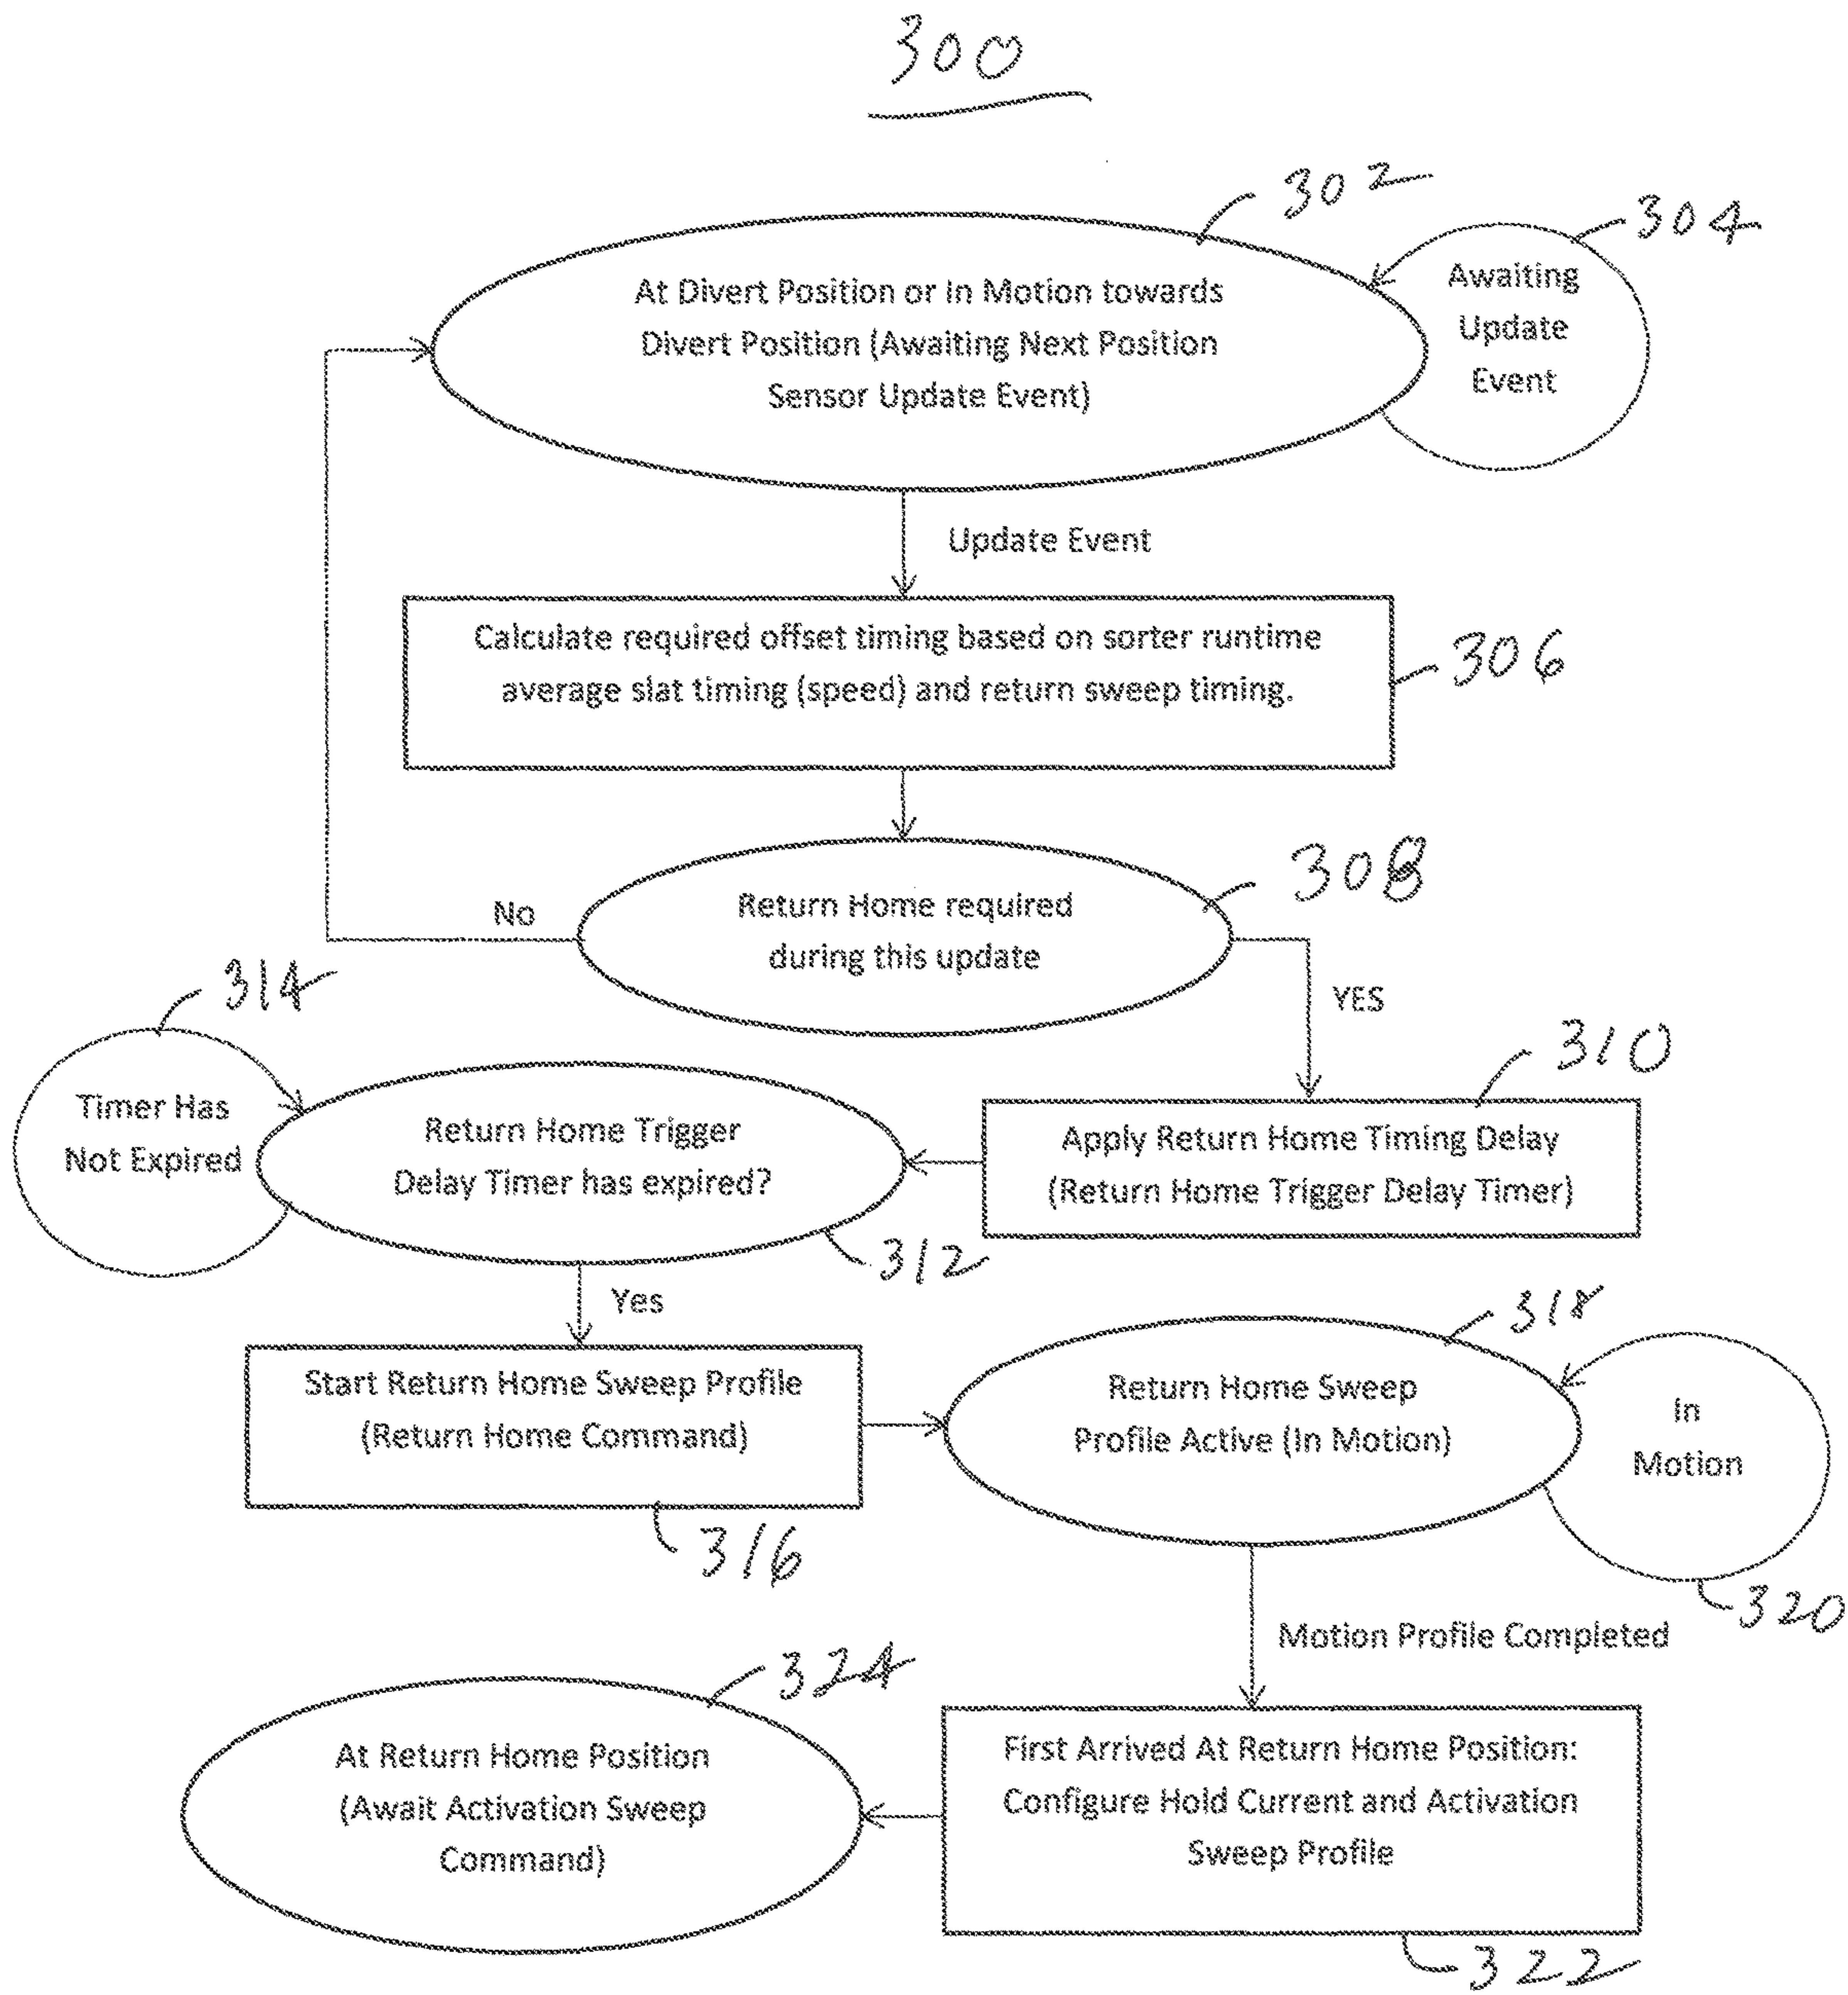 300
302
304
At Divert Position or In Motion towards
Divert Position (Awaiting Next Position
Sensor Update Event)
Awaiting
Update
Event
Update Event
Calculate required offset timing based on sorter runtime
average slat timing (speed) and return sweep timing.
306
308
Return Home required
during this update
No
YES
314
310
Timer Has
Not Expired
Return Home Trigger
Delay Timer has expired?
Apply Return Home Timing Delay
(Return Home Trigger Delay Timer)
312
Yes
318
Start Return Home Sweep Profile
(Return Home Command)
Return Home Sweep
Profile Active (In Motion)
In
Motion
316
320
Motion Profile Completed
324
At Return Home Position
(Await Activation Sweep
Command)
First Arrived At Return Home Position:
Configure Hold Current and Activation
Sweep Profile
322